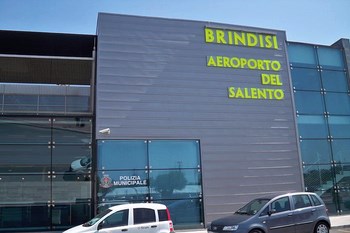 BRINDISI
AEROPORTO
DEL
SALENTO
POLIZIA
MUNICIPALE